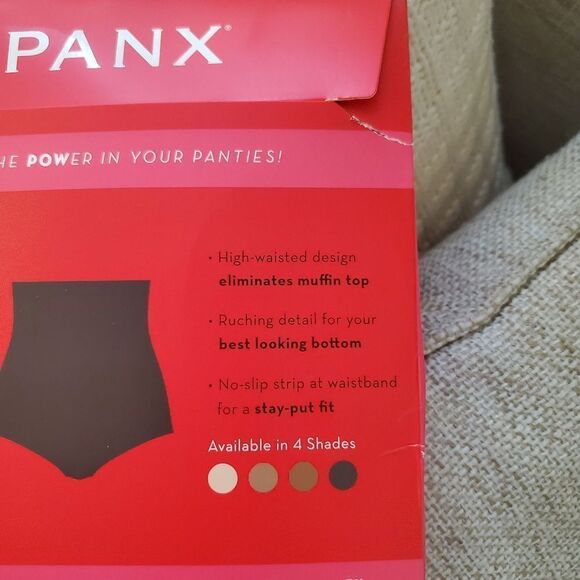 PANX®
HE POWER IN YOUR PANTIES!
• High-waisted design
eliminates muffin top
• Ruching detail for your
best looking bottom
• No-slip strip at waistband
for a stay-put fit
Available in 4 Shades